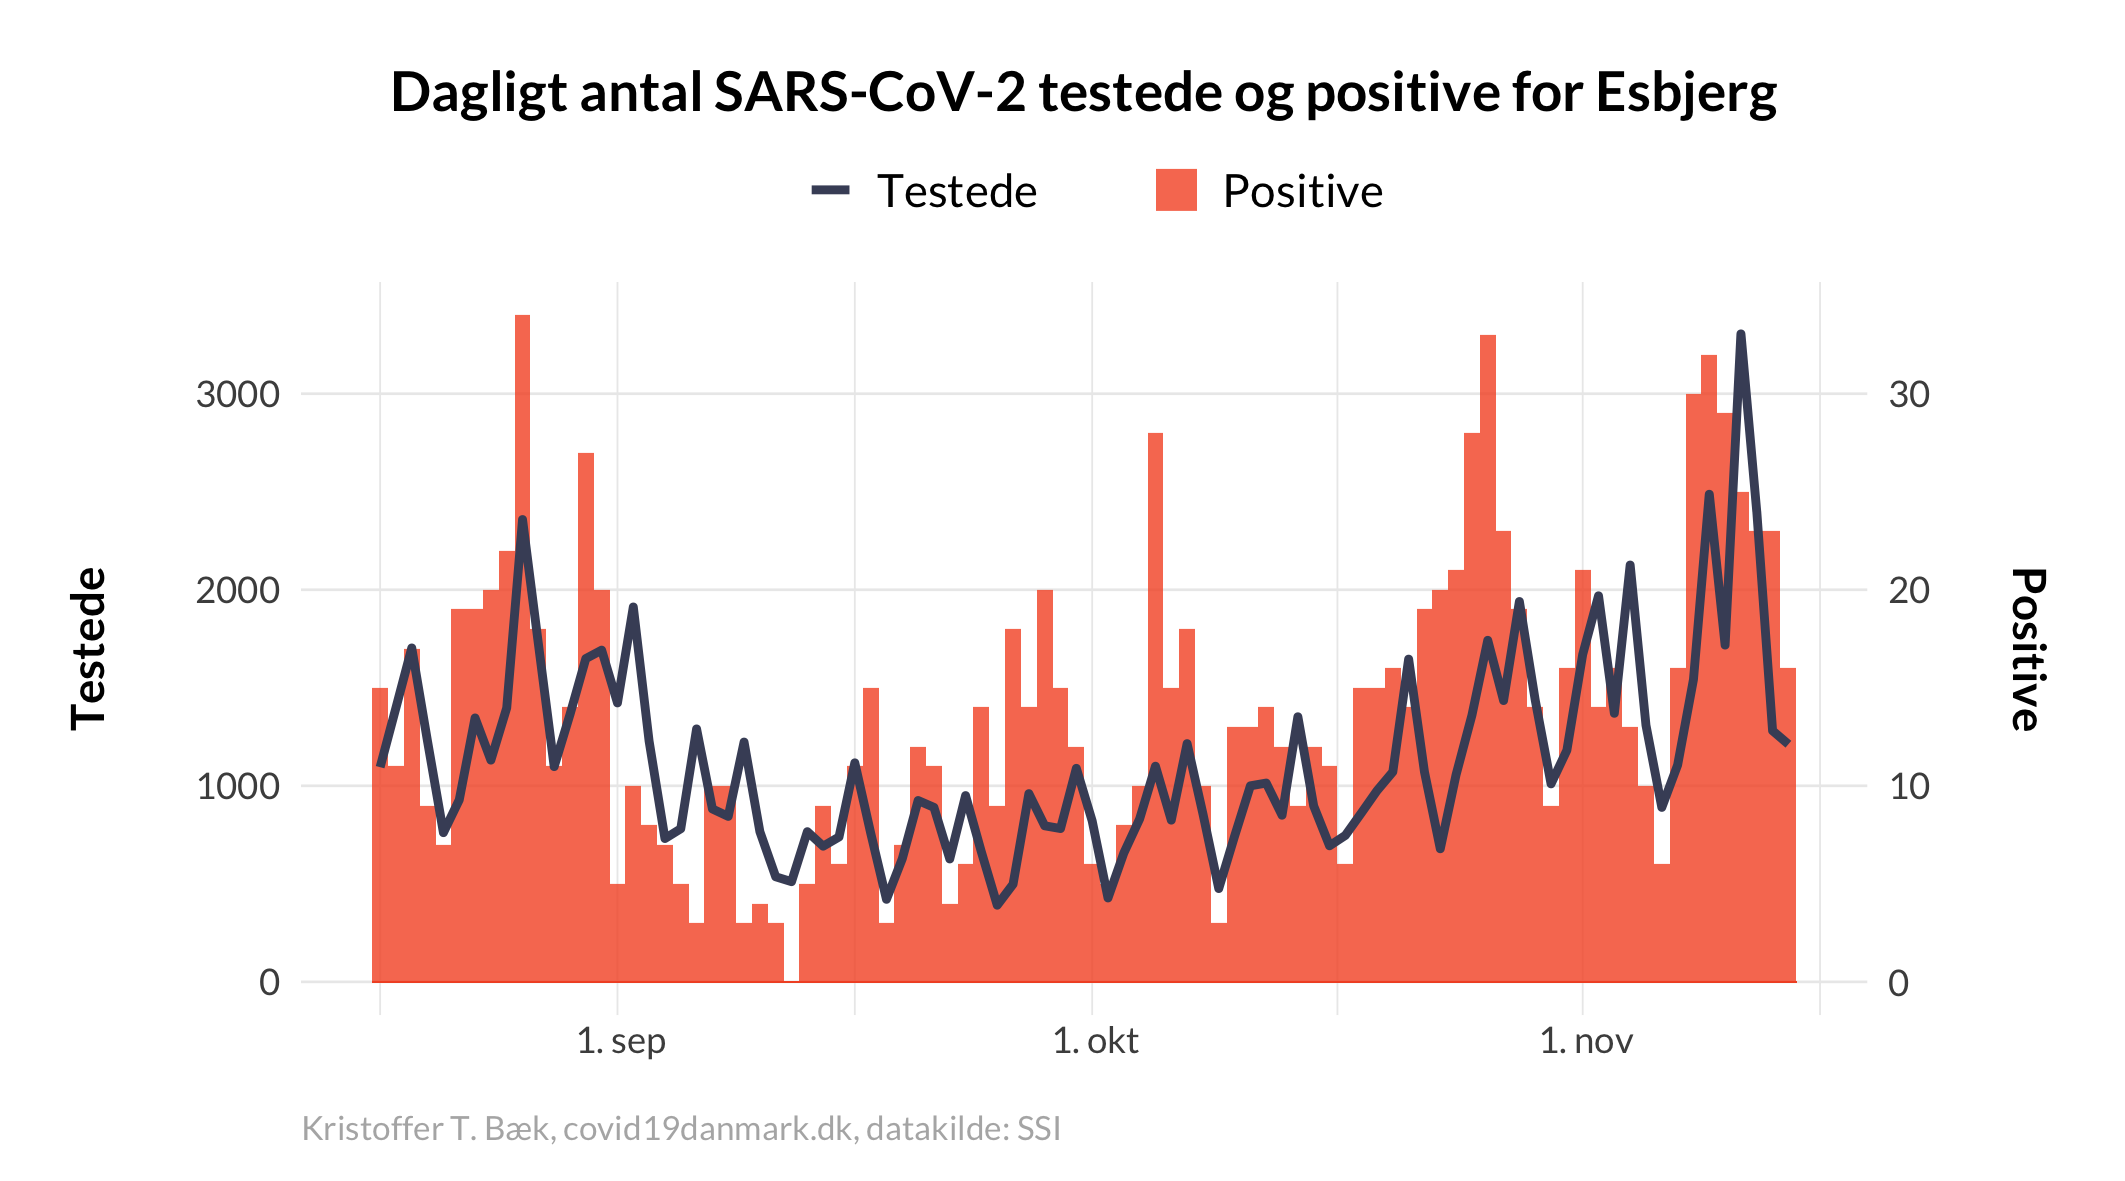 Dagligt antal SARS-CoV-2 testede og positive for Esbjerg
Testede
Positive
Testede
3000
2000
1000
0
30
20
10
0
Positive
1. sep
1. okt
1. nov
Kristoffer T. Bæk, covid19danmark.dk, datakilde: SSI